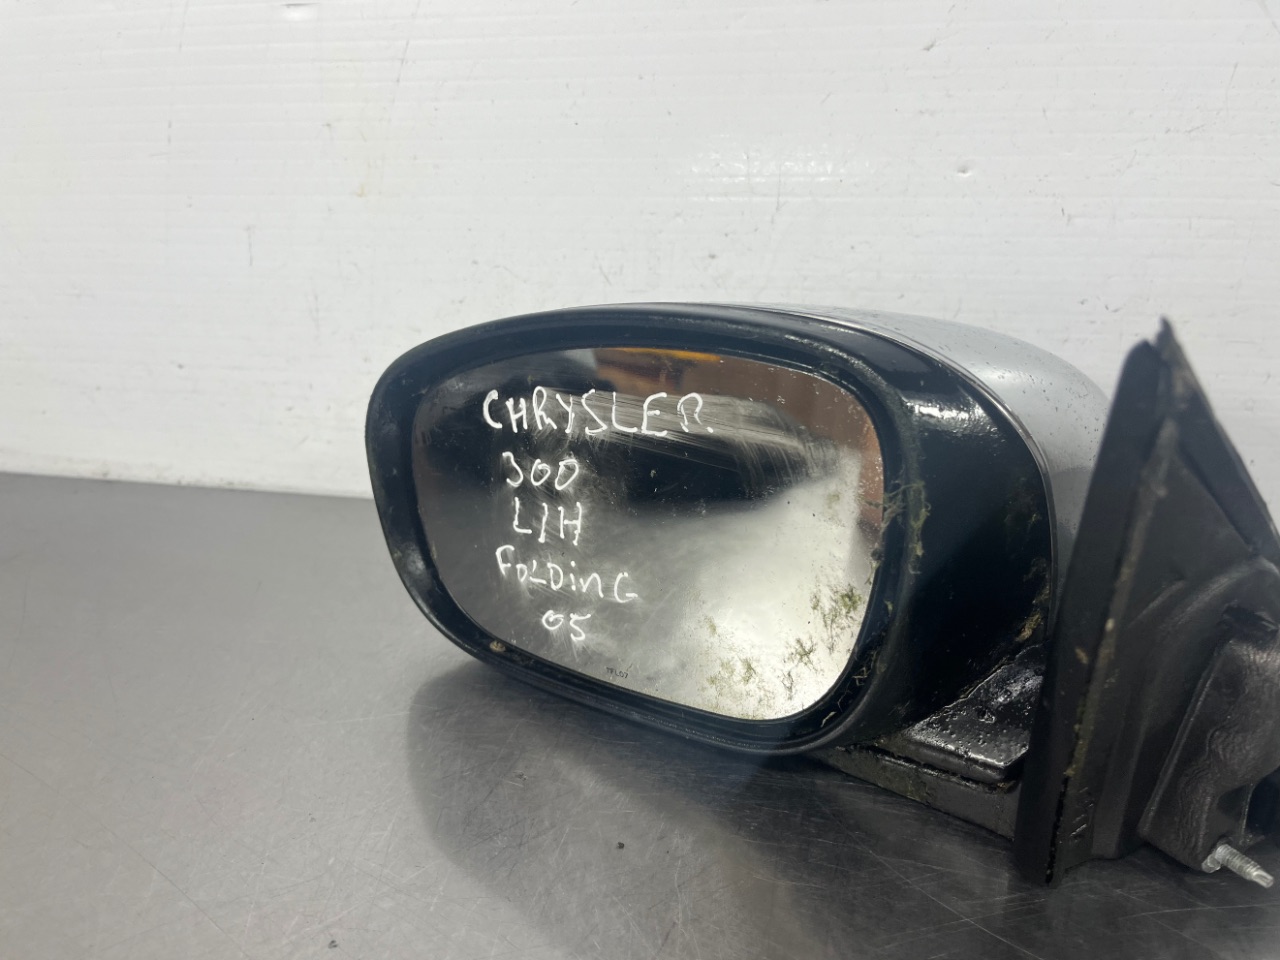 CHRYSLER
300
L/H
FOLDinG
05